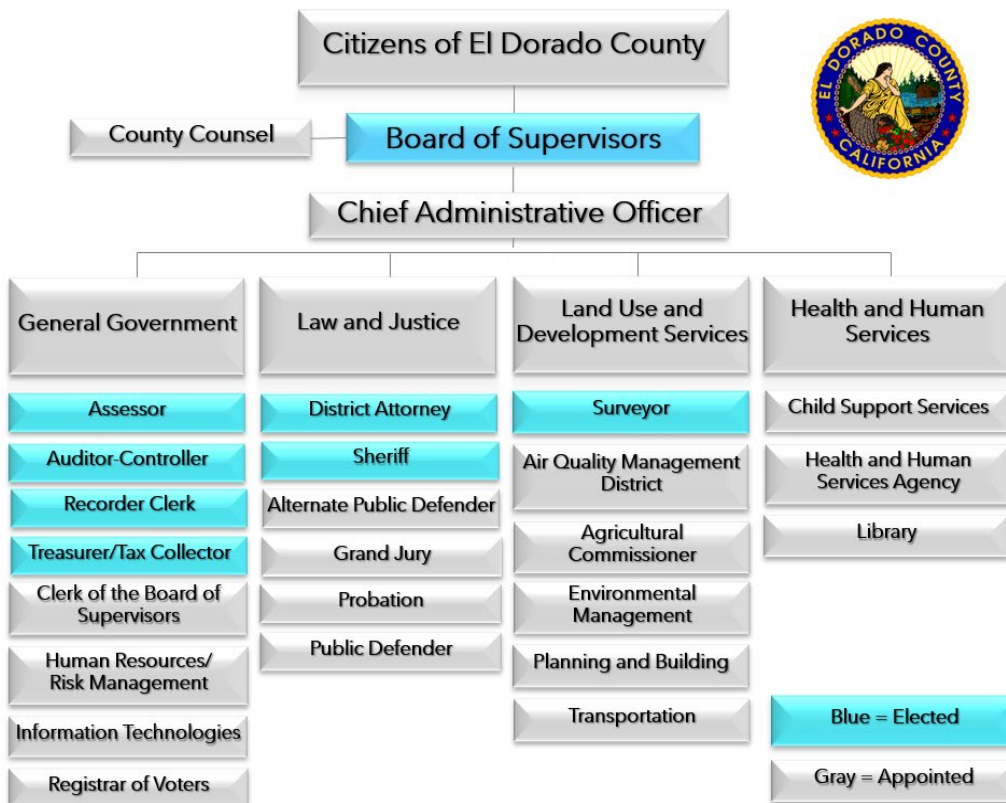 Citizens of El Dorado County
EL DORADO COUNTY
CALIFORNIA
County Counsel
Board of Supervisors
Chief Administrative Officer
General Government
Law and Justice
Land Use and
Development Services
Health and Human
Services
Assessor
Auditor-Controller
Recorder Clerk
Treasurer/Tax Collector
Clerk of the Board of
Supervisors
Human Resources/
Risk Management
Information Technologies
Registrar of Voters
District Attorney
Sheriff
Alternate Public Defender
Grand Jury
Probation
Public Defender
Surveyor
Air Quality Management
District
Agricultural
Commissioner
Environmental
Management
Planning and Building
Transportation
Child Support Services
Health and Human
Services Agency
Library
Blue = Elected
Gray = Appointed